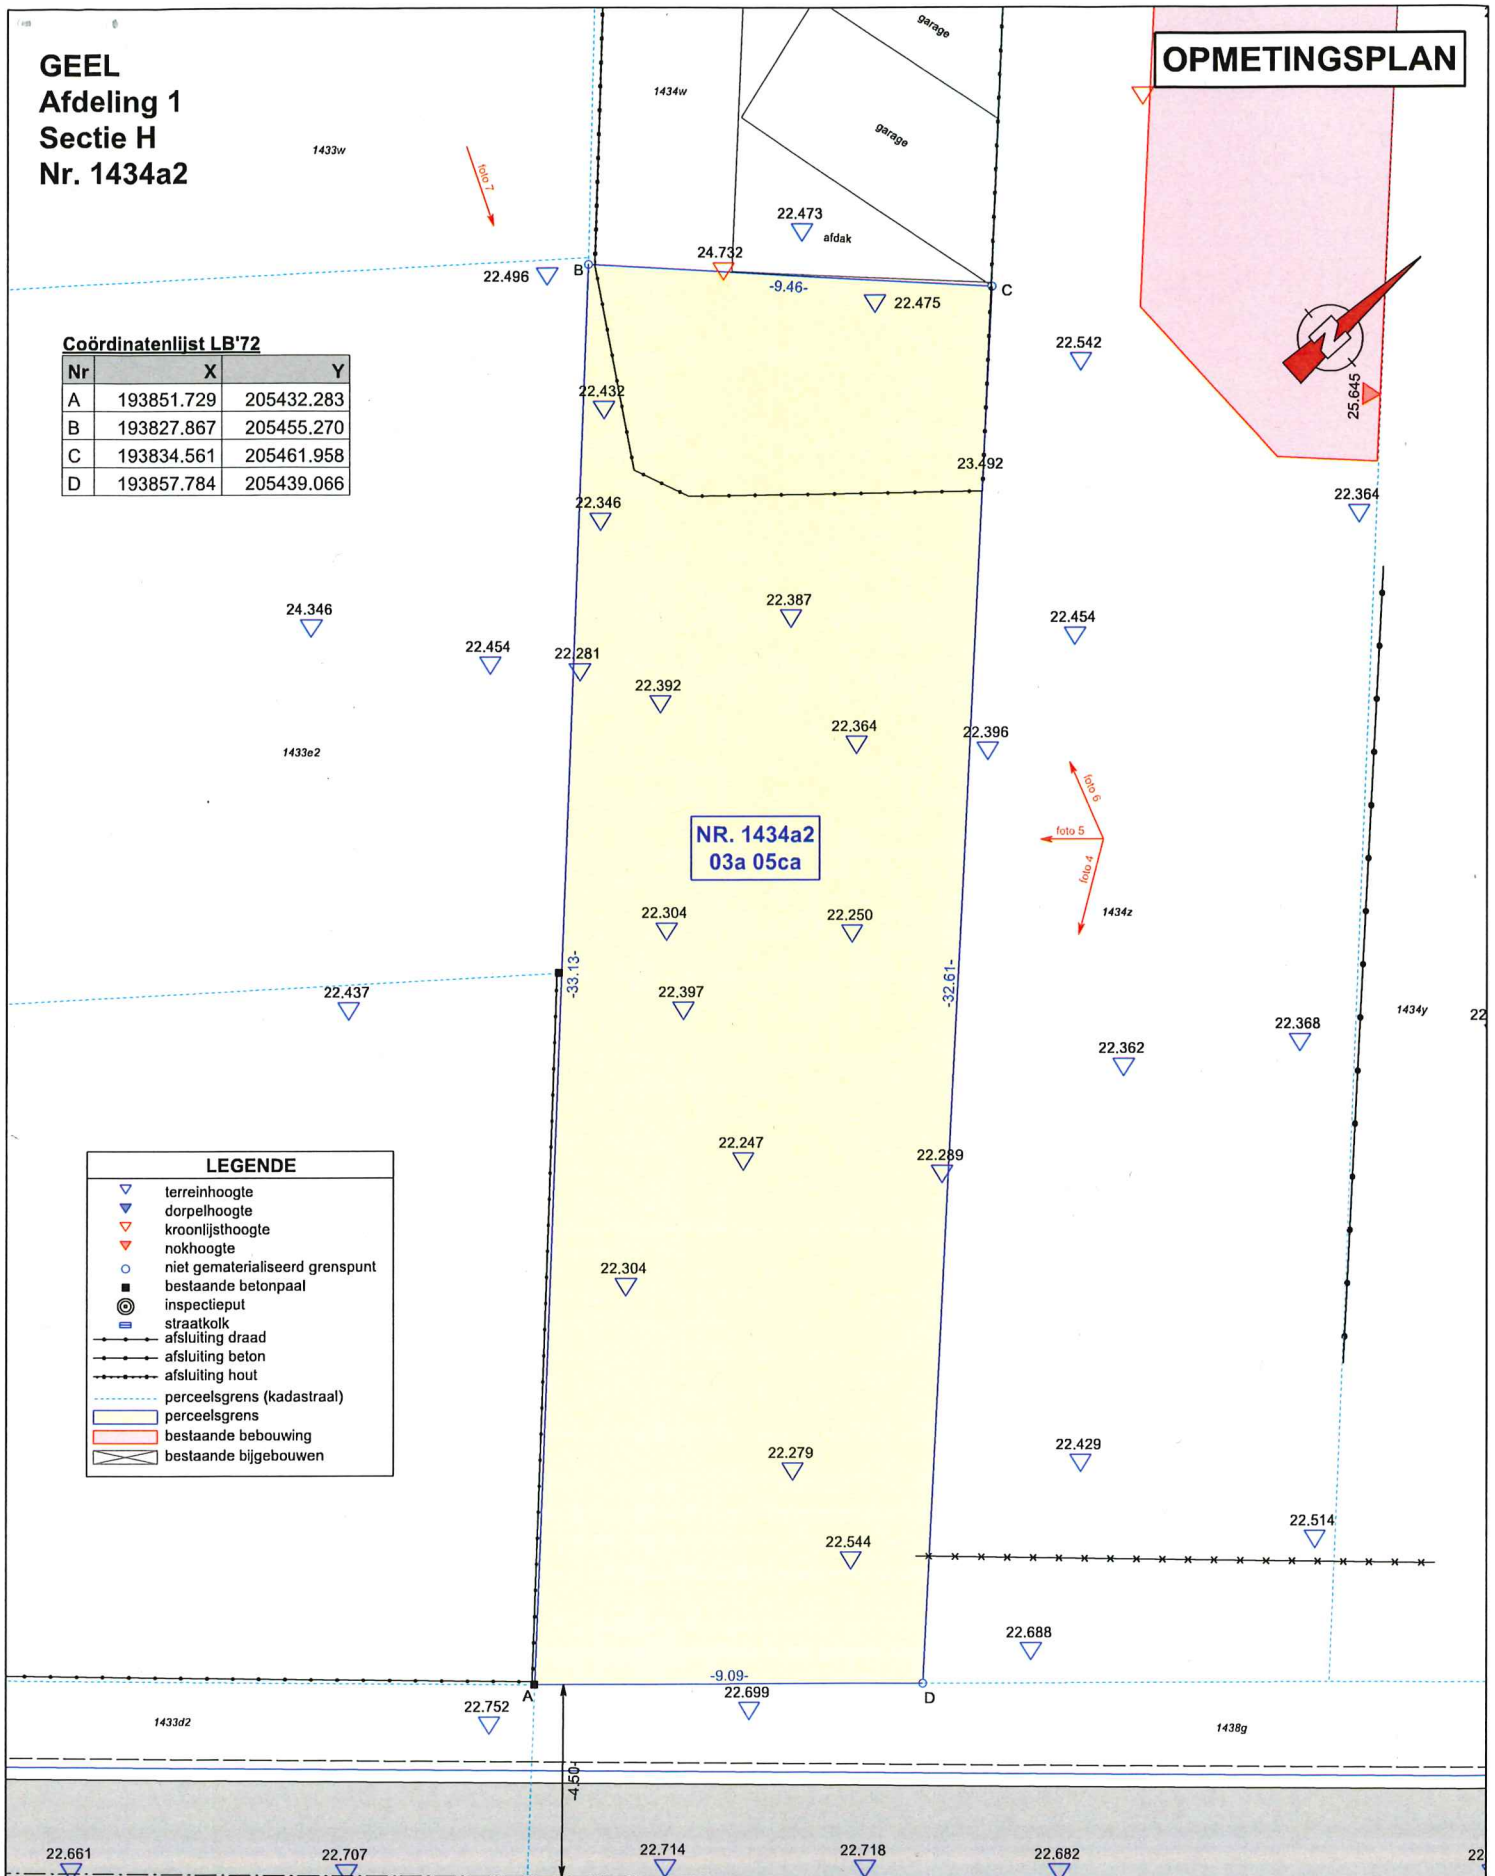 GEEL
Afdeling 1
Sectie H
Nr. 1434a2
OPMETINGSPLAN
garage
1434w
garage
1433w
foto 7
22.473
afdak
24.732
22.496
B
-9.46-
22.475
C
22.542
25.645
Coördinatenlijst LB'72
Nr X Y
A 193851.729 205432.283
B 193827.867 205455.270
C 193834.561 205461.958
D 193857.784 205439.066
22.432
23.492
22.346
22.364
24.346
22.387
22.454
22.454
22.281
22.392
22.364
22.396
1433e2
foto 6
foto 5
foto 4
NR. 1434a2
03a 05ca
1434z
22.304
22.250
-33.13-
-32.61-
22.437
22.397
1434y
22
22.368
22.362
22.247
22.289
LEGENDE
terreinhoogte
dorpelhoogte
kroonlijsthoogte
nokhoogte
niet gematerialiseerd grenspunt
bestaande betonpaal
inspectieput
straatkolk
afsluiting draad
afsluiting beton
afsluiting hout
perceelsgrens (kadastraal)
perceelsgrens
bestaande bebouwing
bestaande bijgebouwen
22.304
22.279
22.429
22.514
22.544
22.688
-9.09-
A
D
22.752
22.699
1433d2
1438g
-4.50-
22.661
22.707
22.714
22.718
22.682
22